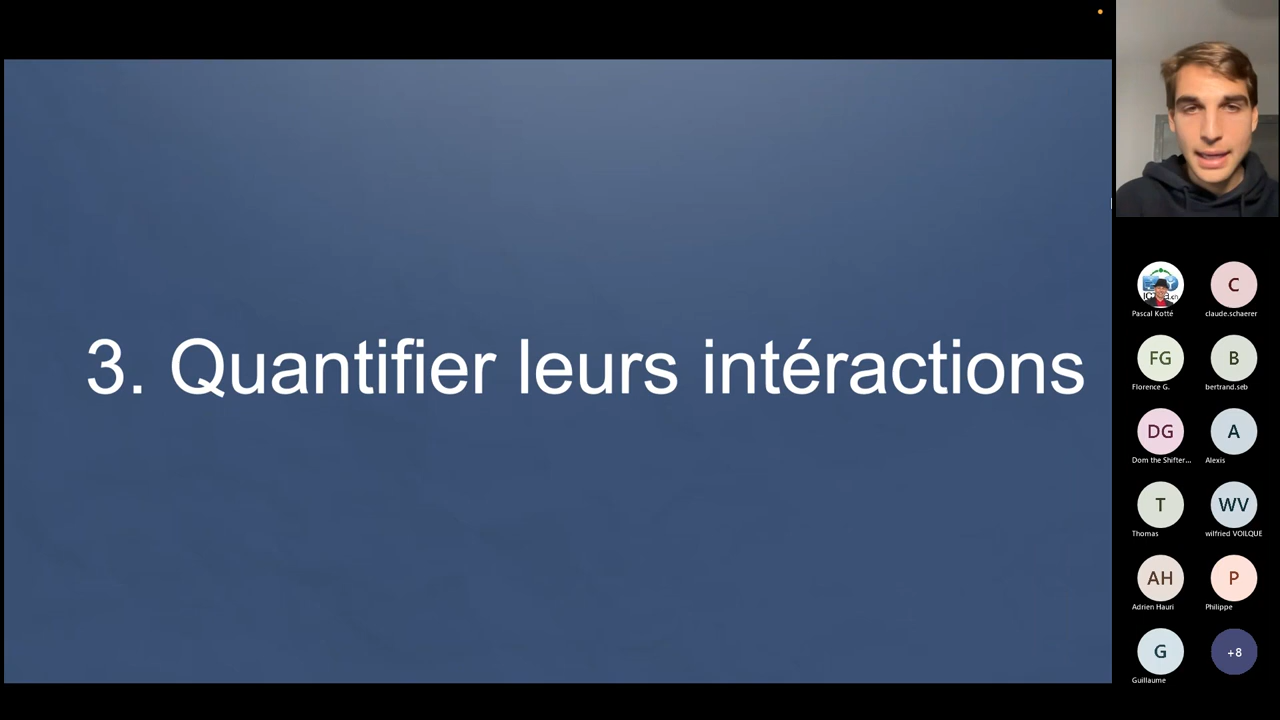 3. Quantifier leurs intéractions
Pascal Kotté
C
claude.schaerer
FG
Florence G.
B
bertrand.seb
DG
Dom the Shifter...
A
Alexis
T
Thomas
WV
wilfried VOILQUE
AH
Adrien Hauri
P
Philippe
G
Guillaume
+8